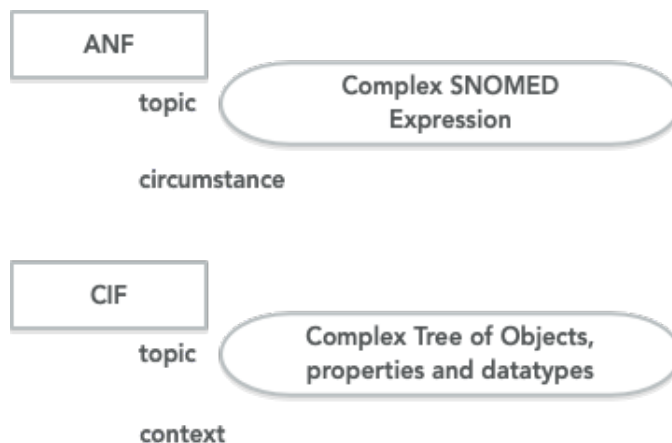 ANF
topic
Complex SNOMED
Expression
circumstance
CIF
topic
Complex Tree of Objects,
properties and datatypes
context